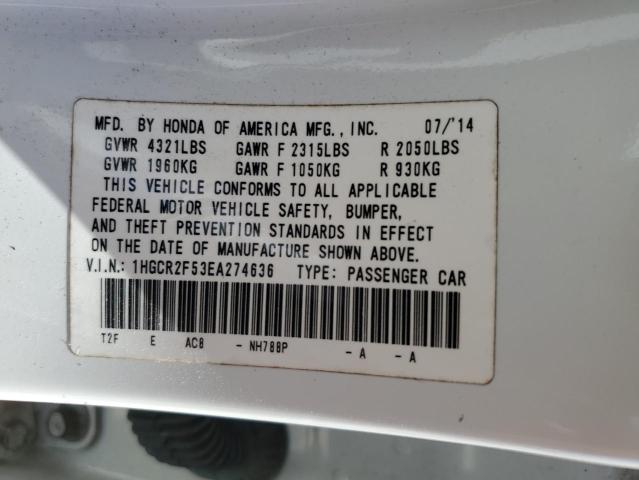 MFD. BY HONDA OF AMERICA MFG., INC. 07/'14
GVWR 4321LBS GAWR F 2315LBS R 2050LBS
GVWR 1960KG GAWR F 1050KG R 930KG
THIS VEHICLE CONFORMS TO ALL APPLICABLE
FEDERAL MOTOR VEHICLE SAFETY, BUMPER,
AND THEFT PREVENTION STANDARDS IN EFFECT
ON THE DATE OF MANUFACTURE SHOWN ABOVE.
V.I.N.: 1HGCR2F53EA274636 TYPE: PASSENGER CAR
T2F E AC8 - NH788P - A - A